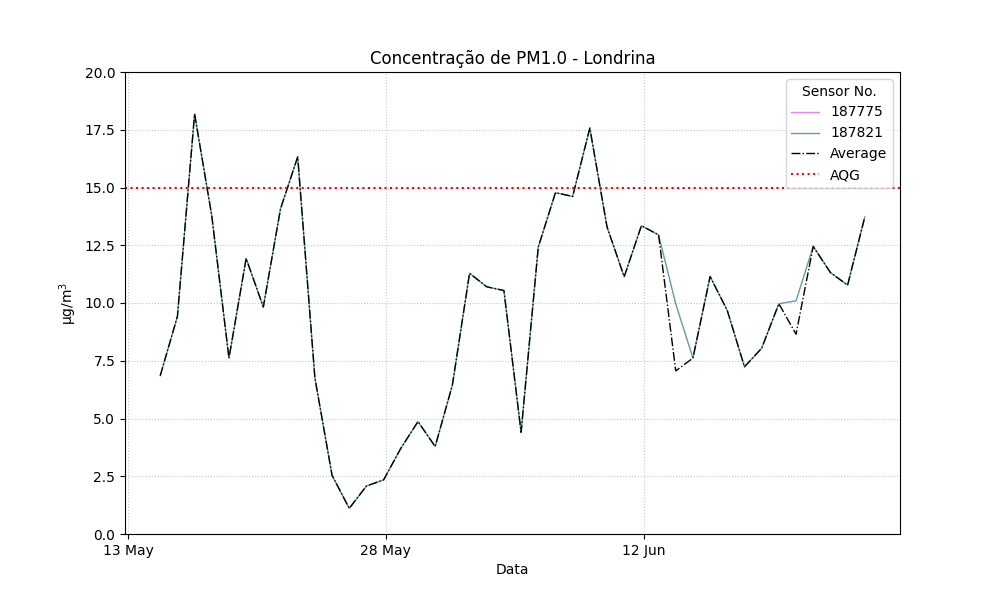 Concentração de PM1.0 - Londrina
Sensor No.
187775
187821
Average
AQG
20.0
17.5
15.0
12.5
10.0
7.5
5.0
2.5
0.0
µg/m³
13 May
28 May
12 Jun
Data